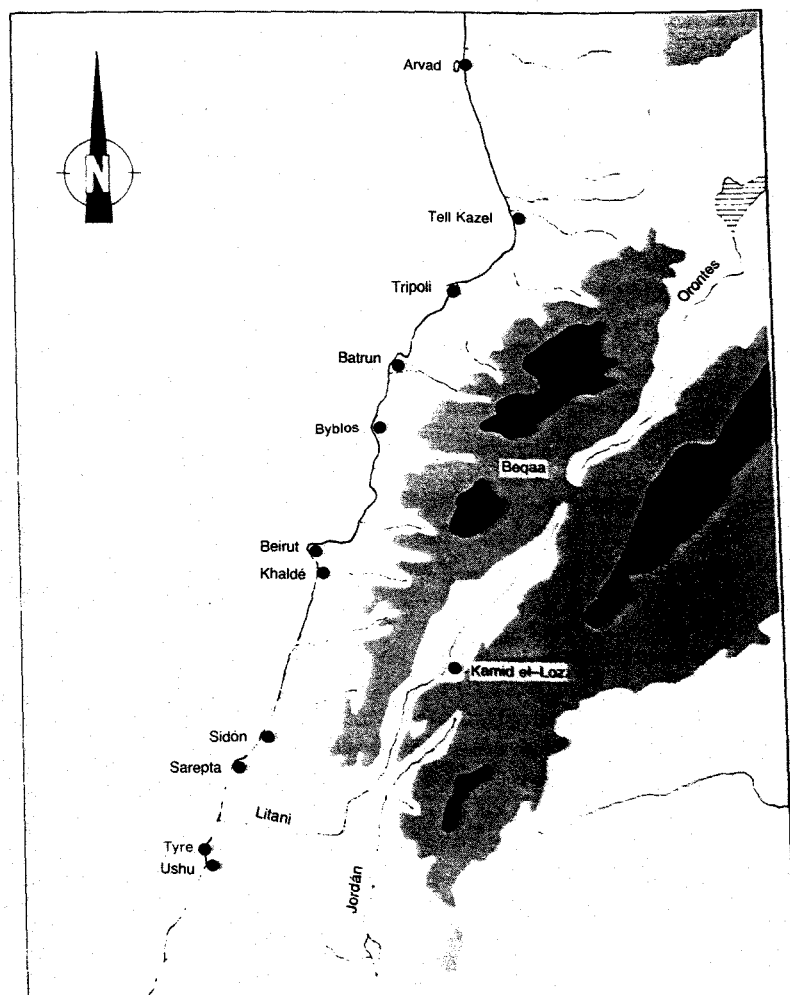 Arvad
N
Tell Kazel
Orontes
Tripoli
Batrun
Byblos
Beqaa
Beirut
Khaldé
Kamid el-Loz
Sidón
Sarepta
Litani
Tyre
Ushu
Jordán